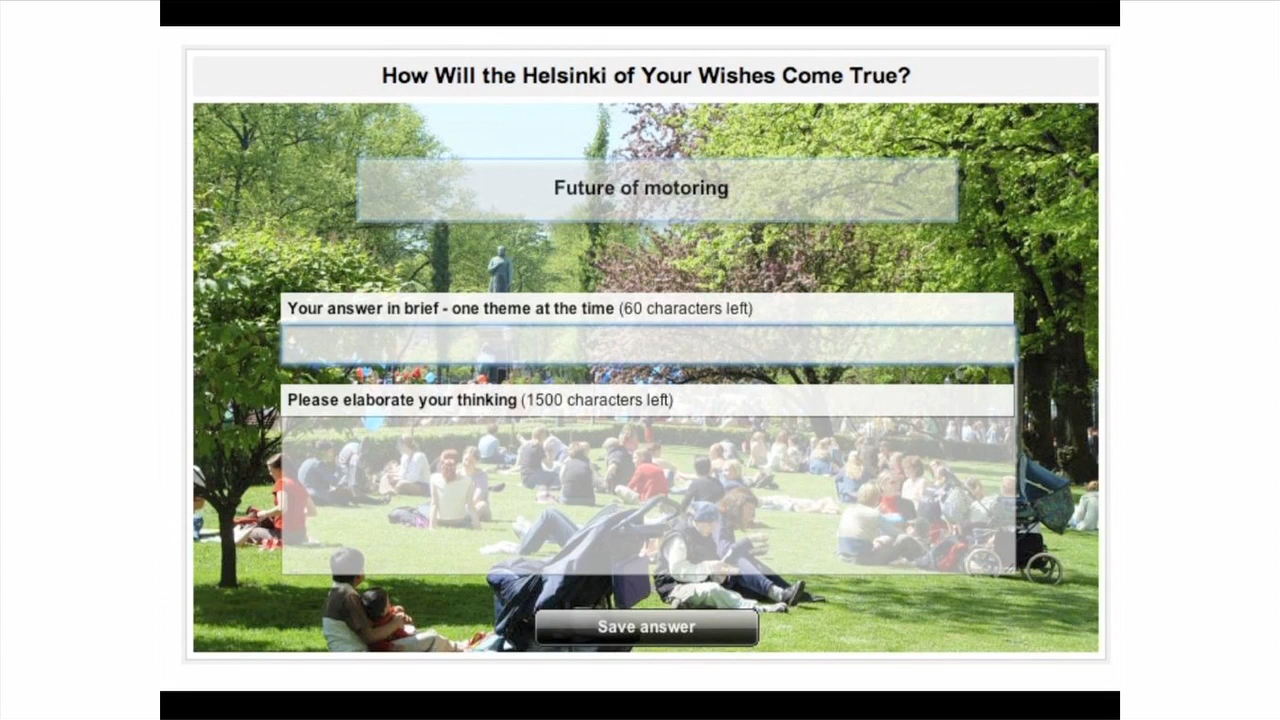 How Will the Helsinki of Your Wishes Come True?
Future of motoring
Your answer in brief - one theme at the time (60 characters left)
Please elaborate your thinking (1500 characters left)
Save answer